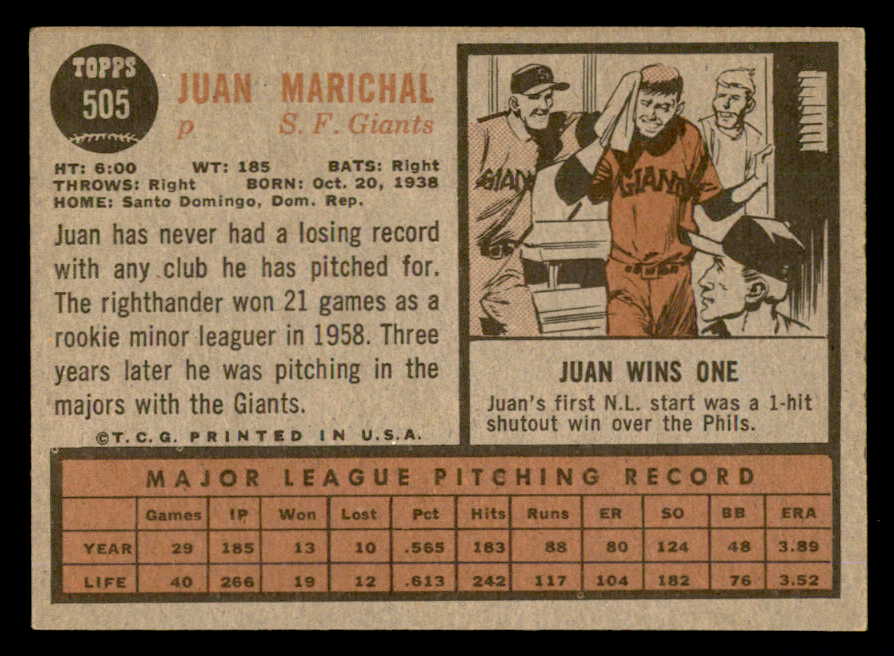 TOPPS
505
JUAN MARICHAL
p S. F. Giants
HT: 6:00 WT: 185 BATS: Right
THROWS: Right BORN: Oct. 20, 1938
HOME: Santo Domingo, Dom. Rep.
Juan has never had a losing record
with any club he has pitched for.
The righthander won 21 games as a
rookie minor leaguer in 1958. Three
years later he was pitching in the
majors with the Giants.
©T.C.G. PRINTED IN U.S.A.
GIAN
GIANT
JUAN WINS ONE
Juan's first N.L. start was a 1-hit
shutout win over the Phils.
MAJOR LEAGUE PITCHING RECORD
Games IP Won Lost Pct Hits Runs ER SO BB ERA
YEAR 29 185 13 10 .565 183 88 80 124 48 3.89
LIFE 40 266 19 12 .613 242 117 104 182 76 3.52